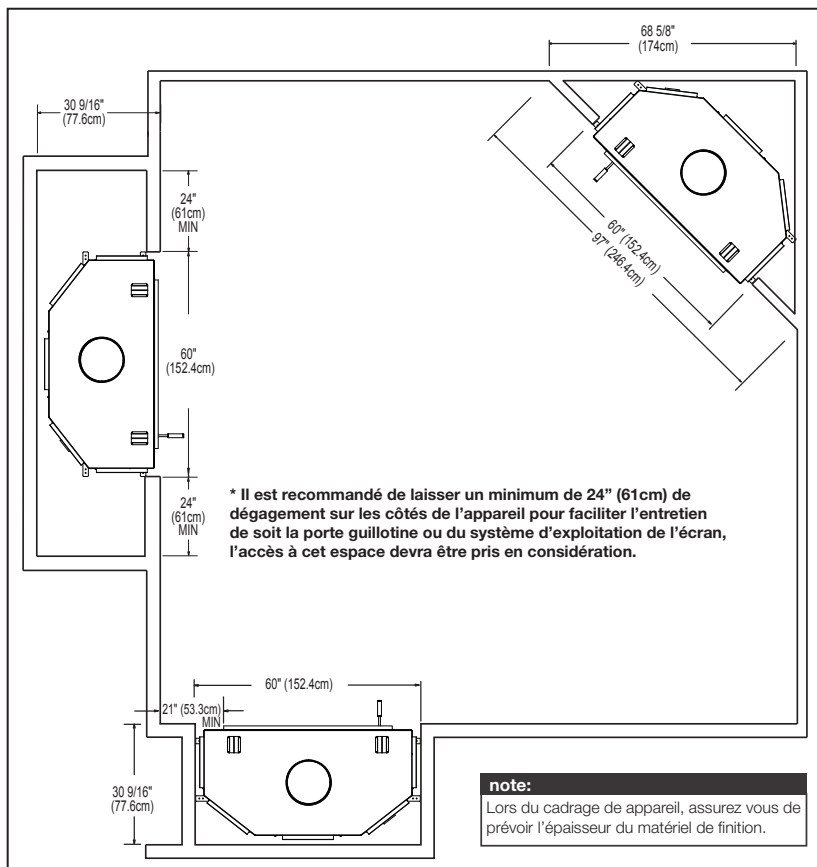 68 5/8"
(174cm)
30 9/16"
(77.6cm)
24"
(61cm)
MIN
60" (152.4cm)
97" (246.4cm)
60"
(152.4cm)
24"
(61cm)
MIN
* Il est recommandé de laisser un minimum de 24” (61cm) de
dégagement sur les côtés de l’appareil pour faciliter l’entretien
de soit la porte guillotine ou du système d’exploitation de l’écran,
l’accès à cet espace devra être pris en considération.
60" (152.4cm)
21" (53.3cm)
MIN
30 9/16"
(77.6cm)
note:
Lors du cadrage de appareil, assurez vous de
prévoir l’épaisseur du matériel de finition.